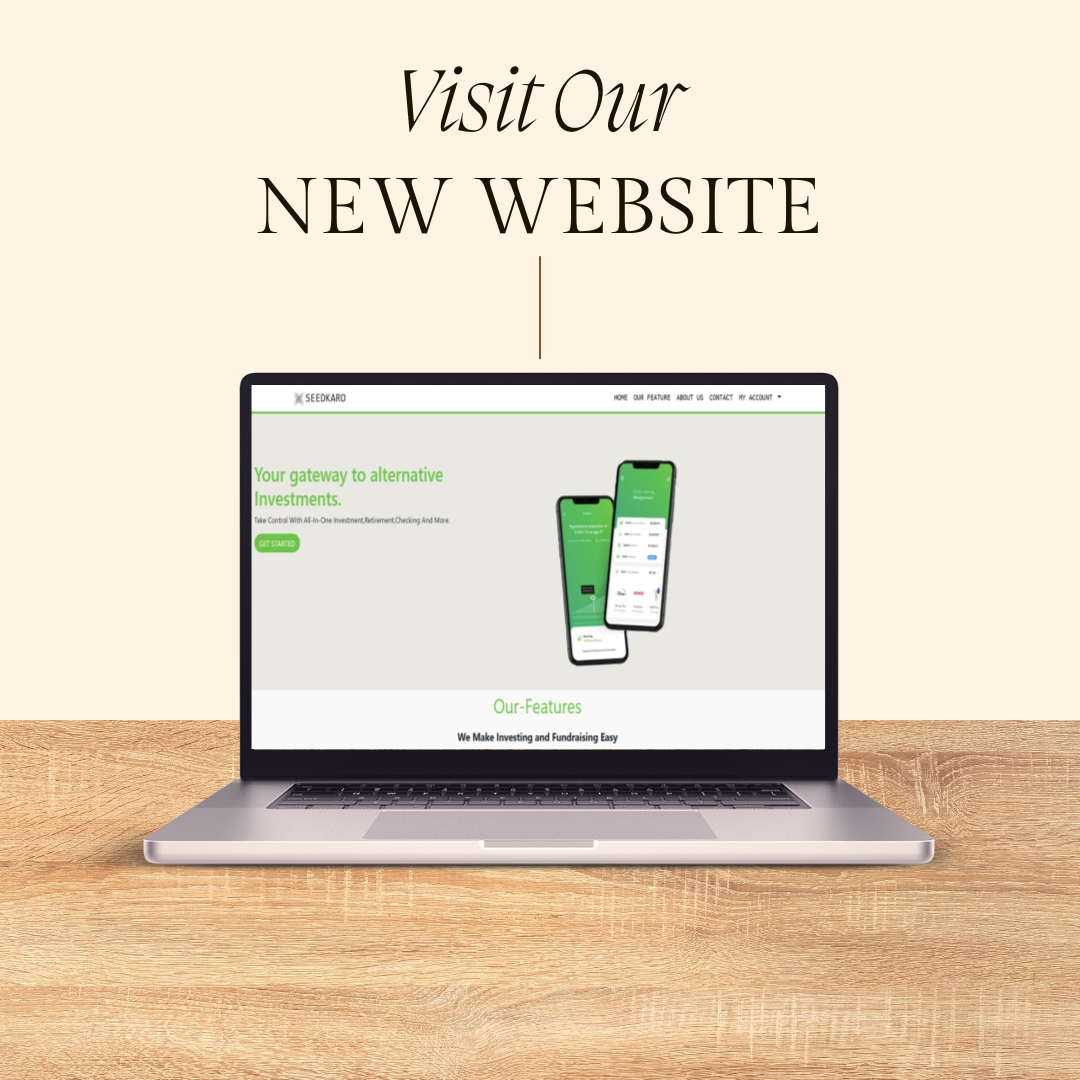 Visit Our
NEW WEBSITE
SEEDKARO
HOME OUR FEATURE ABOUT US CONTACT MY ACCOUNT
Your gateway to alternative
Investments.
Take Control With All-In-One Investment,Retirement,Checking And More.
GET STARTED
Our-Features
We Make Investing and Fundraising Easy